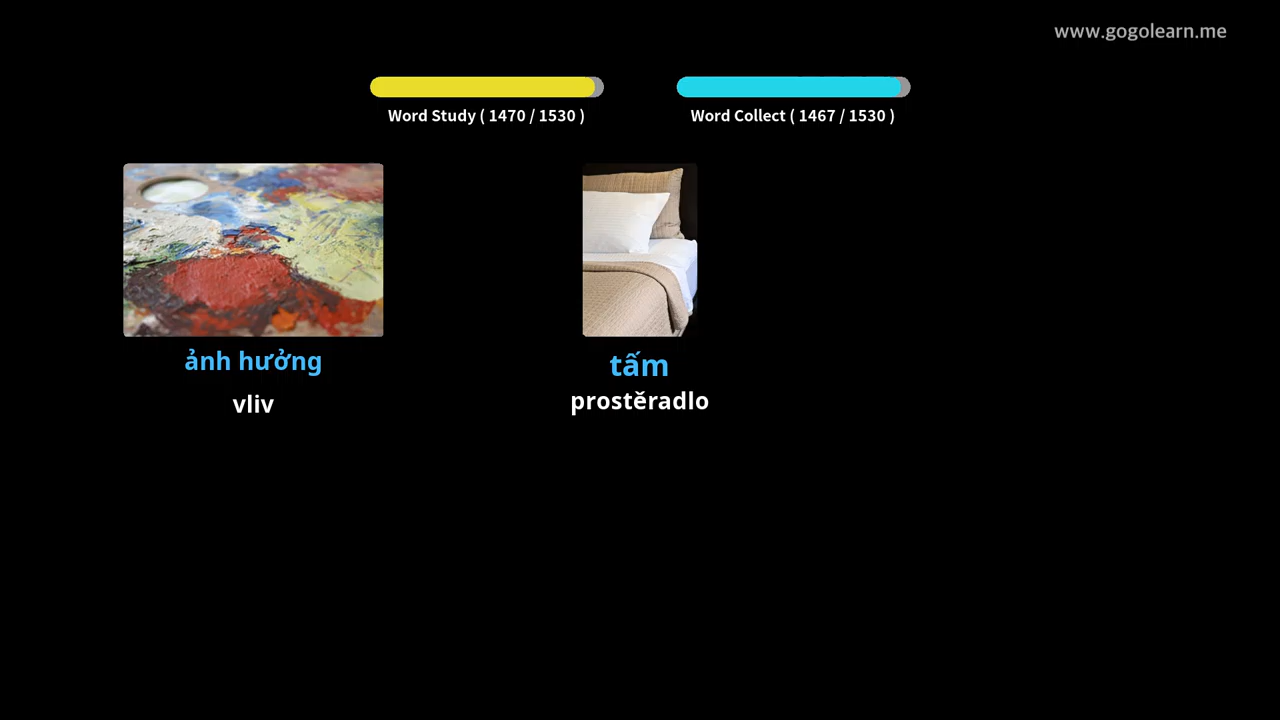 www.gogolearn.me
Word Study ( 1470 / 1530 )
Word Collect ( 1467 / 1530 )
ảnh hưởng
vliv
tấm
prostěradlo